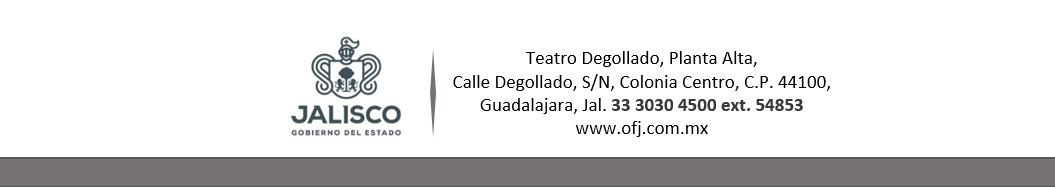 JALISCO
GOBIERNO DEL ESTADO
Teatro Degollado, Planta Alta,
Calle Degollado, S/N, Colonia Centro, C.P. 44100,
Guadalajara, Jal. 33 3030 4500 ext. 54853
www.ofj.com.mx